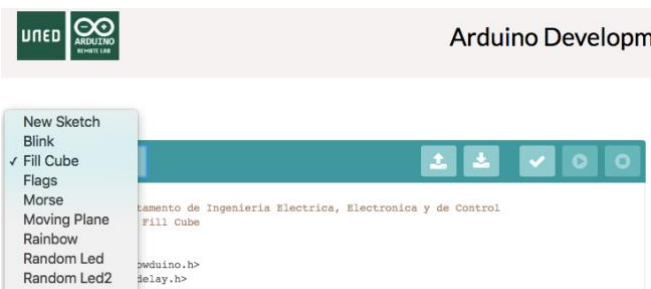 UNED
ARDUINO
REMOTE LAB
Arduino Developm
New Sketch
Blink
✓ Fill Cube
Flags
Morse
Moving Plane
Rainbow
Random Led
Random Led2
tamento de Ingenieria Electrica, Electronica y de Control
Fill Cube
owduino.h>
delay.h>